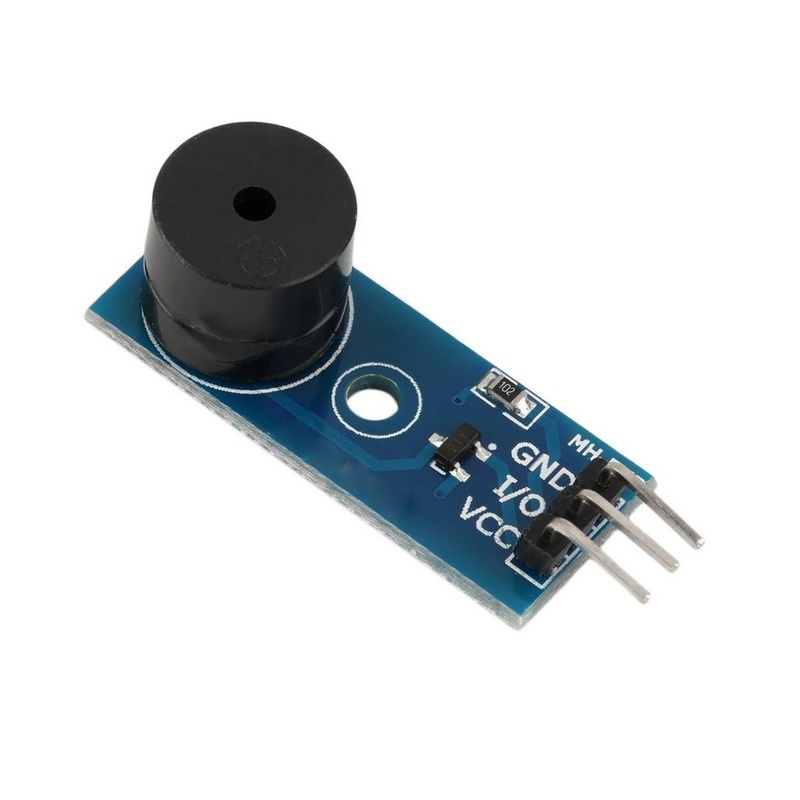 102
MH
GND
I/O
VCC